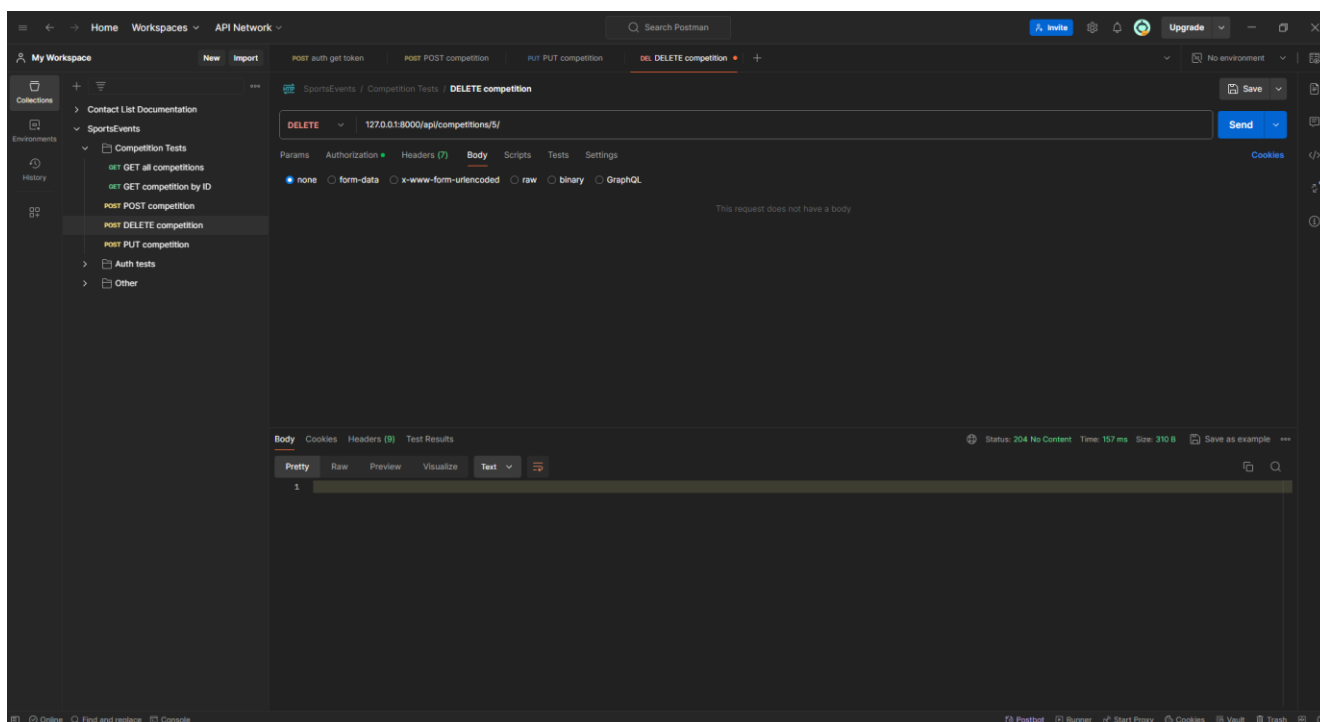 Home Workspaces API Network Search Postman Invite Upgrade
My Workspace New Import POST auth get token POST POST competition PUT PUT competition DEL DELETE competition No environment
Collections
Environments
History
Contact List Documentation
SportsEvents
Competition Tests
GET GET all competitions
GET GET competition by ID
POST POST competition
POST DELETE competition
POST PUT competition
Auth tests
Other
SportsEvents / Competition Tests / DELETE competition Save
DELETE 127.0.0.1:8000/api/competitions/5/ Send
Params Authorization Headers (7) Body Scripts Tests Settings Cookies
none form-data x-www-form-urlencoded raw binary GraphQL
This request does not have a body
Body Cookies Headers (9) Test Results Status: 204 No Content Time: 157 ms Size: 310 B Save as example
Pretty Raw Preview Visualize Text
1
Online Find and replace Console Postbot Runner Start Proxy Cookies Vault Trash